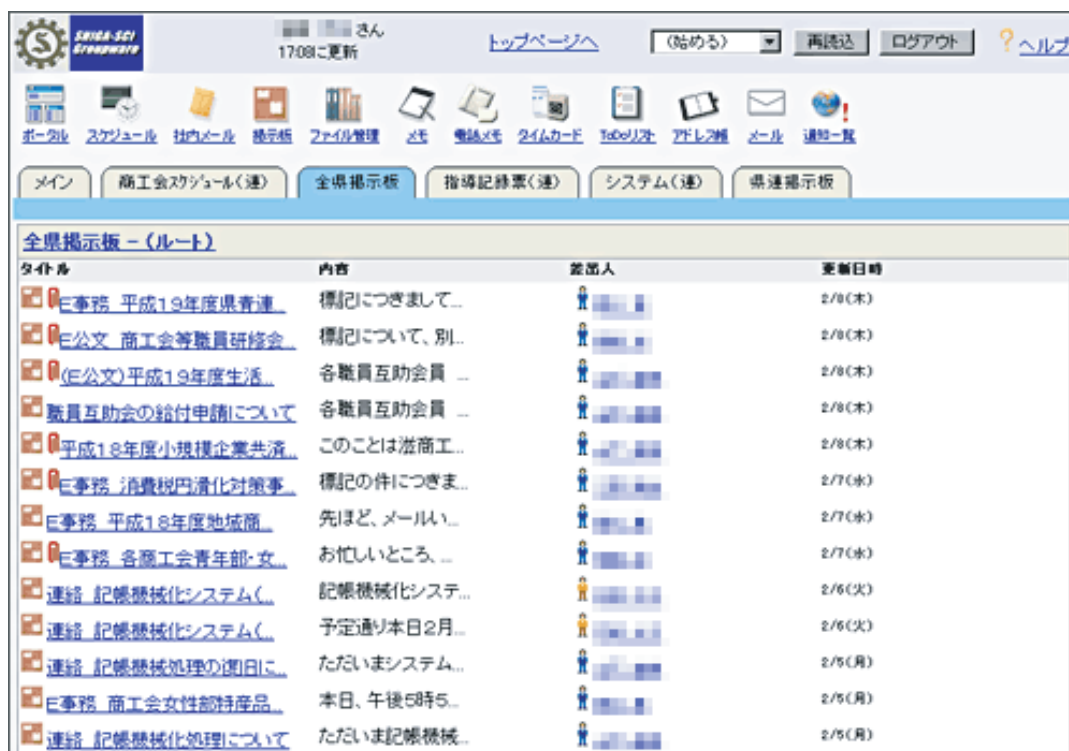 SHIGA-SCI
Groupware
さん
17:08に更新
トップページへ
(始める)
再読込
ログアウト
?ヘルプ
ポータル スケジュール 社内メール 掲示板 ファイル管理 メモ 電話メモ タイムカード ToDoリスト アドレス帳 メール 通知一覧
メイン 商工会スケジュール(連) 全県掲示板 指導記録票(連) システム(連) 県連掲示板
全県掲示板 - (ルート)
タイトル 内容 差出人 更新日時
E事務 平成19年度県青連... 標記につきまして... 2/8(木)
E公文 商工会等職員研修会... 標記について、別... 2/8(木)
(E公文)平成19年度生活... 各職員互助会員 ... 2/8(木)
職員互助会の給付申請について 各職員互助会員 ... 2/8(木)
平成18年度小規模企業共済... このことは滋商工... 2/8(木)
E事務 消費税円滑化対策事... 標記の件につきま... 2/7(水)
E事務 平成18年度地域商... 先ほど、メールい... 2/7(水)
E事務 各商工会青年部・女... お忙しいところ、... 2/7(水)
連絡 記帳機械化システム(... 記帳機械化システ... 2/6(火)
連絡 記帳機械化システム(... 予定通り本日2月... 2/6(火)
連絡 記帳機械処理の復旧に... ただいまシステム... 2/5(月)
E事務 商工会女性部特産品... 本日、午後5時5... 2/5(月)
連絡 記帳機械化処理について ただいま記帳機械... 2/5(月)